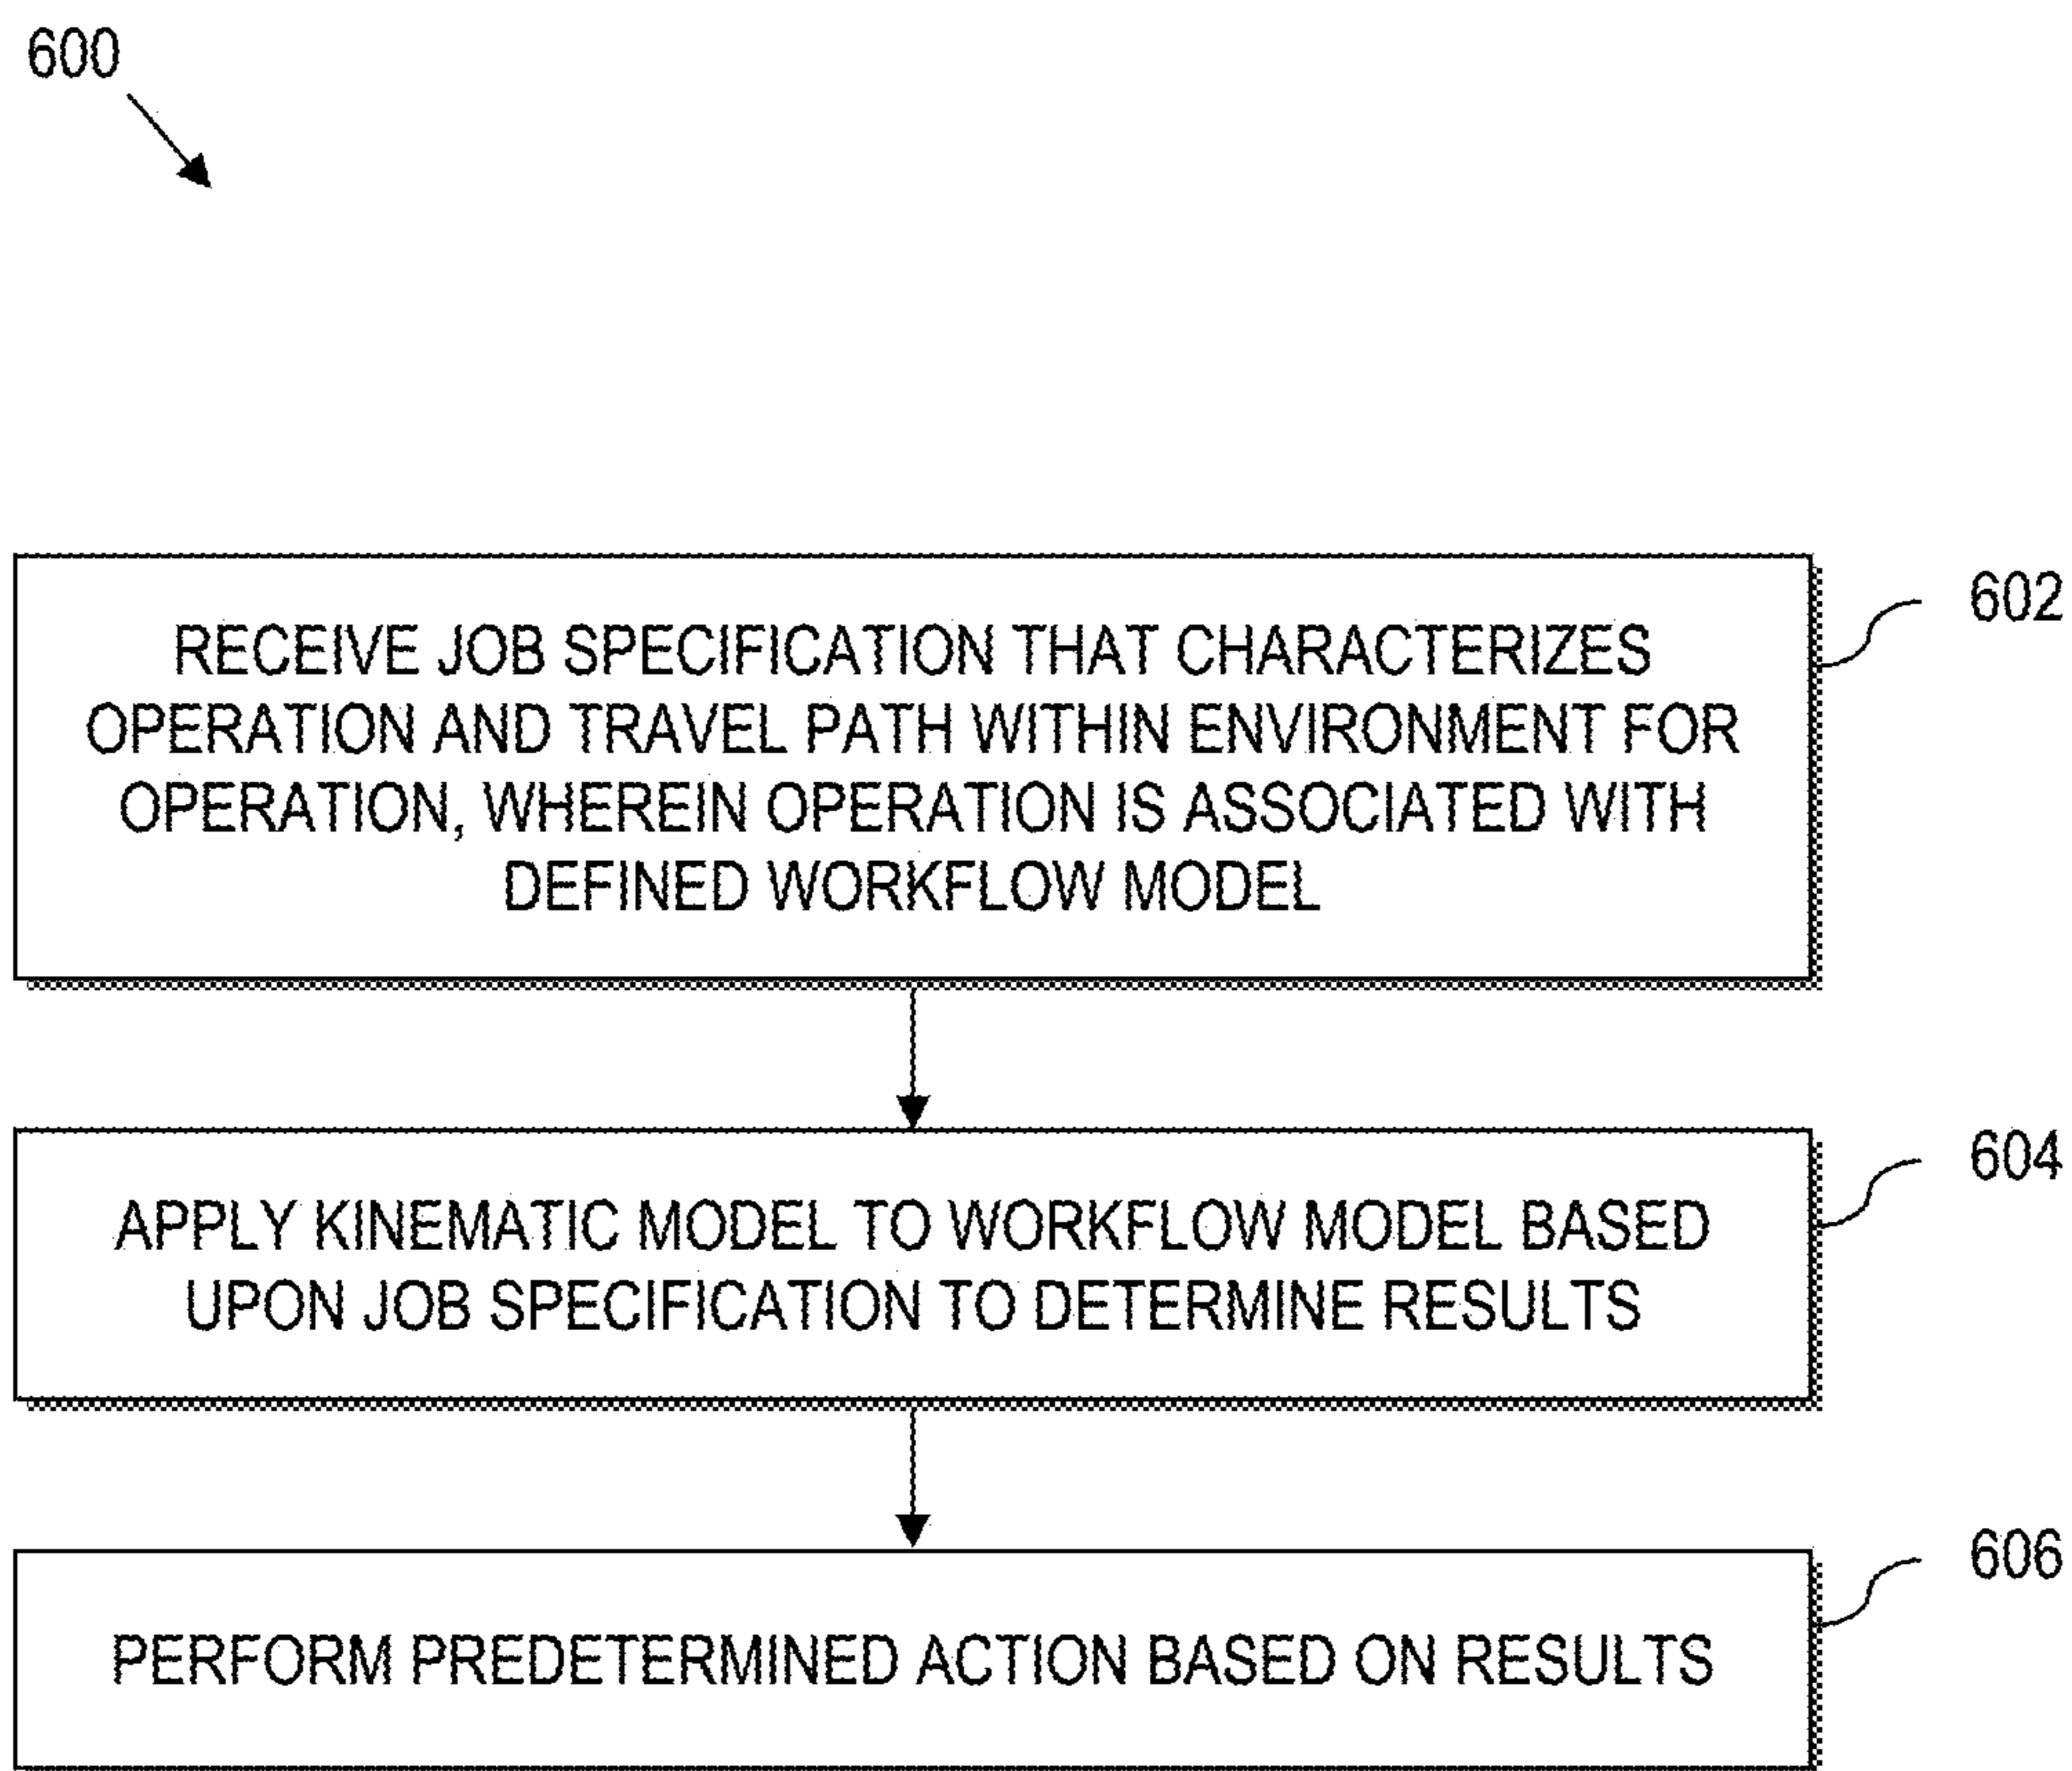 600
RECEIVE JOB SPECIFICATION THAT CHARACTERIZES
OPERATION AND TRAVEL PATH WITHIN ENVIRONMENT FOR
OPERATION, WHEREIN OPERATION IS ASSOCIATED WITH
DEFINED WORKFLOW MODEL
602
APPLY KINEMATIC MODEL TO WORKFLOW MODEL BASED
UPON JOB SPECIFICATION TO DETERMINE RESULTS
604
PERFORM PREDETERMINED ACTION BASED ON RESULTS
606